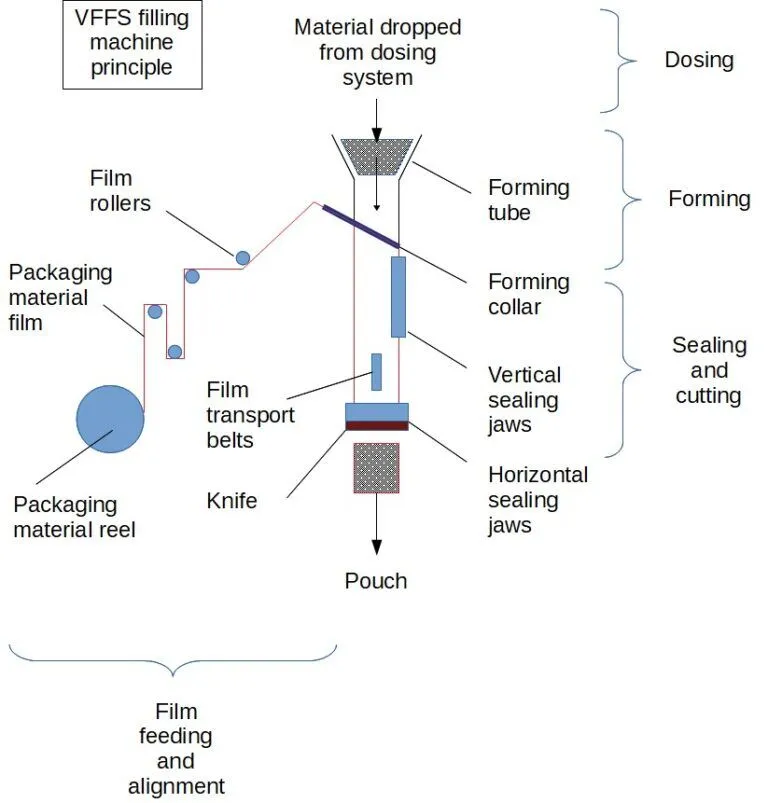 VFFS filling
machine
principle
Material dropped
from dosing
system
Dosing
Film
rollers
Forming
tube
Forming
Packaging
material
film
Forming
collar
Sealing
and
cutting
Film
transport
belts
Vertical
sealing
jaws
Packaging
material reel
Knife
Horizontal
sealing
jaws
Pouch
Film
feeding
and
alignment